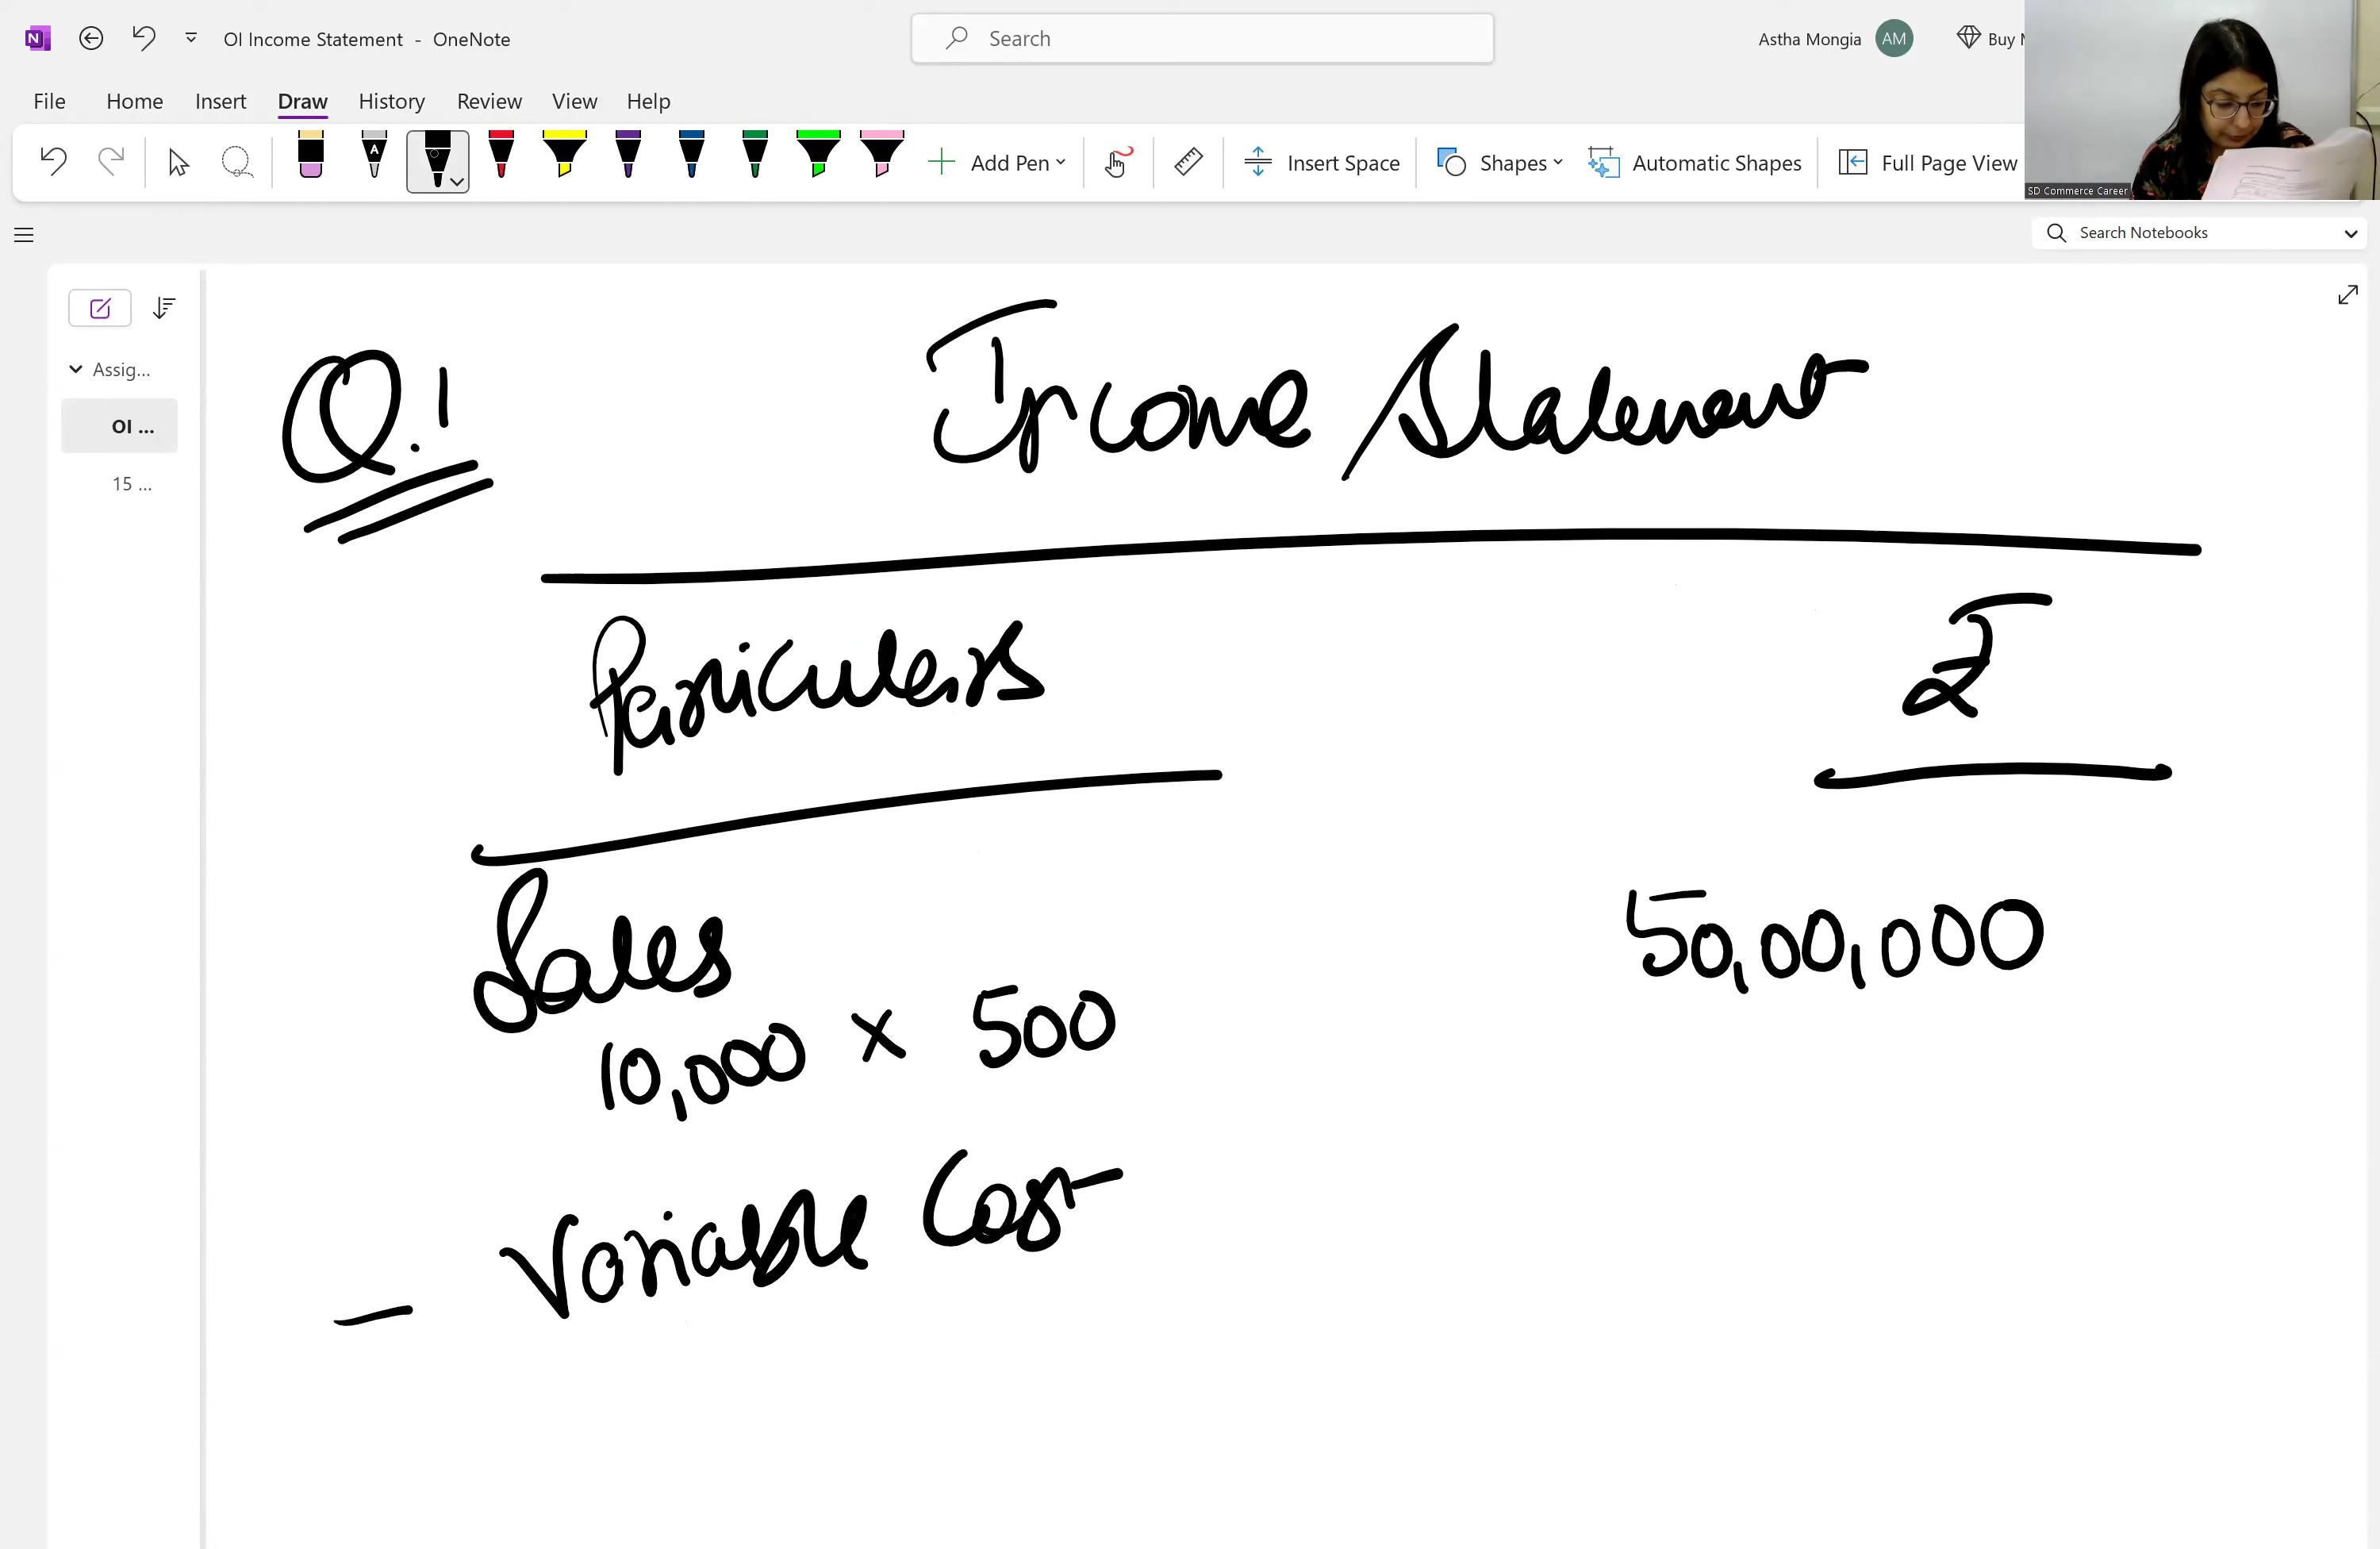 OI Income Statement - OneNote
Search
Astha Mongia AM Buy
File Home Insert Draw History Review View Help
Add Pen Insert Space Shapes Automatic Shapes Full Page View
SD Commerce Career
Search Notebooks
Assig...
OI ...
15 ...
Q.1 Income Statement
Particulars ₹
Sales 50,00,000
10,000 x 500
— Variable Cost